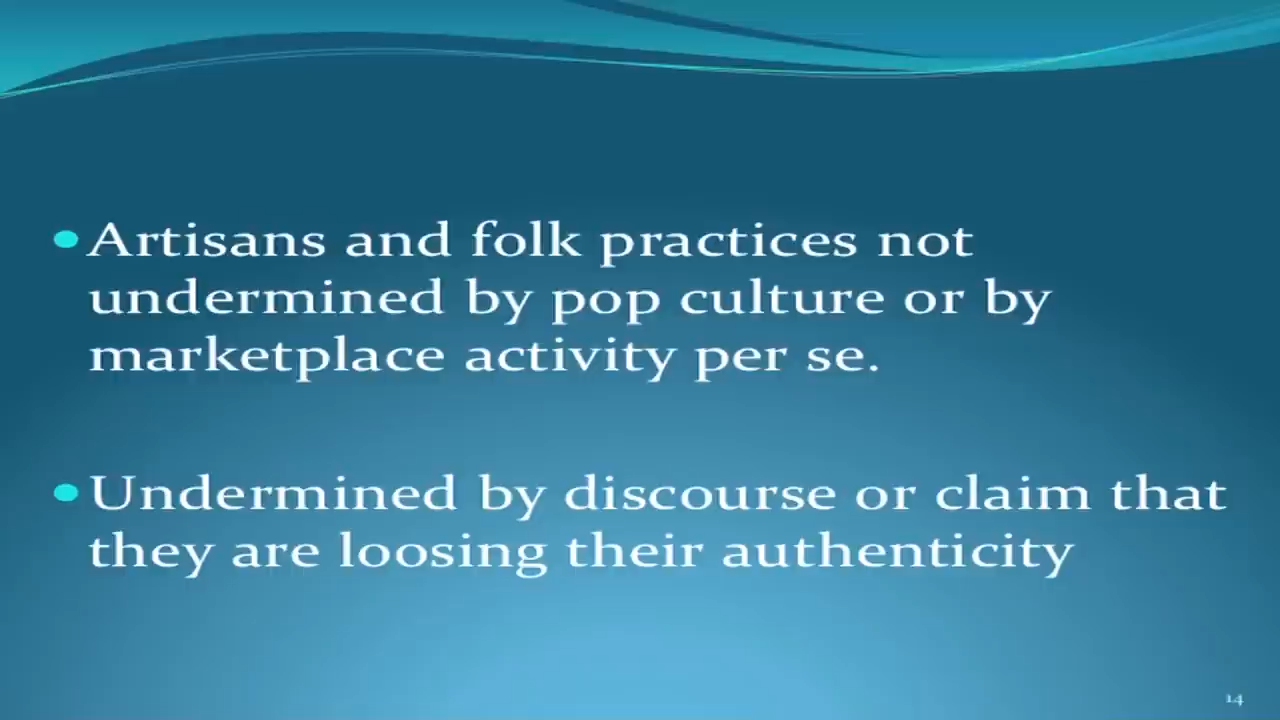 • Artisans and folk practices not
undermined by pop culture or by
marketplace activity per se.
• Undermined by discourse or claim that
they are loosing their authenticity
14